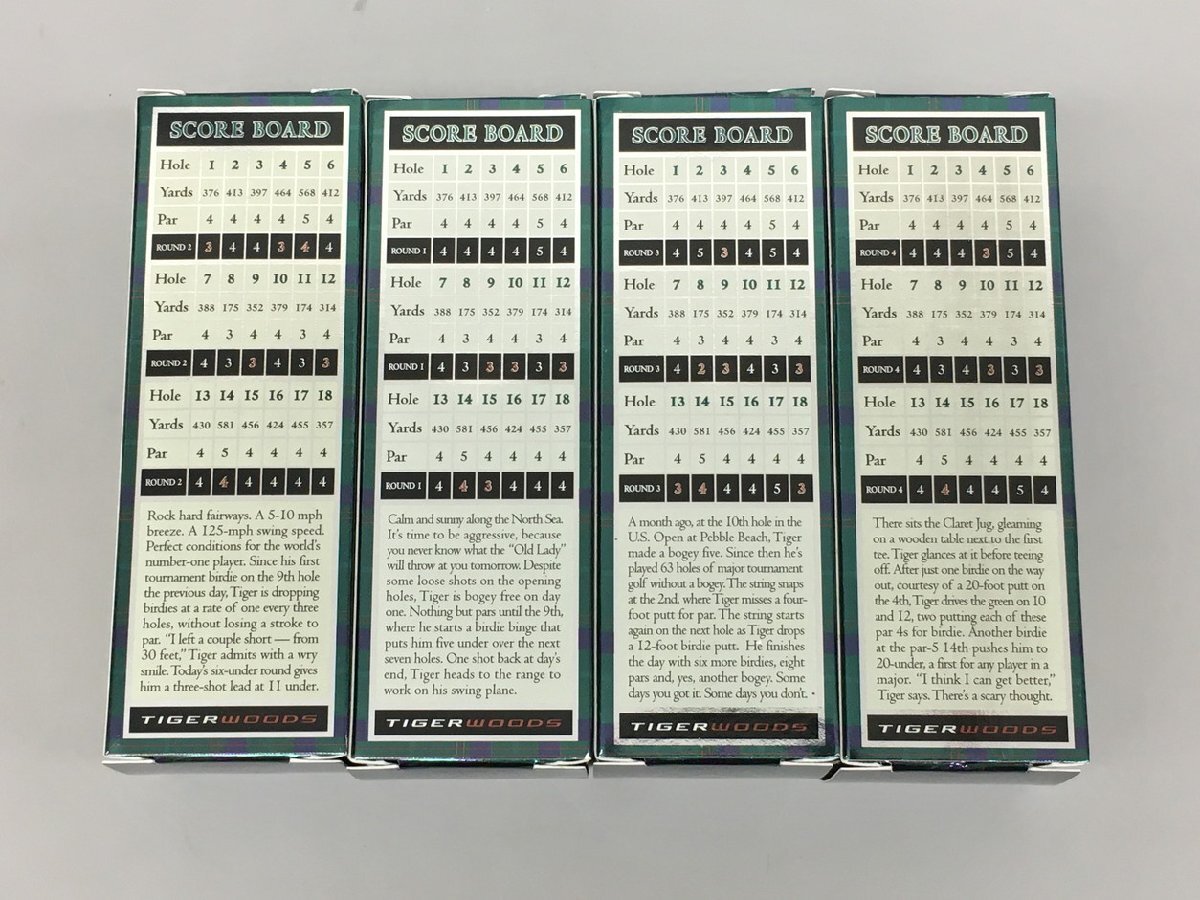 SCORE BOARD
Hole 1 2 3 4 5 6
Yards 376 413 397 464 568 412
Par 4 4 4 4 5 4
ROUND 2 3 4 4 3 4 4
Hole 7 8 9 10 11 12
Yards 388 175 352 379 174 314
Par 4 3 4 4 3 4
ROUND 2 4 3 3 4 3 3
Hole 13 14 15 16 17 18
Yards 430 581 456 424 455 357
Par 4 5 4 4 4 4
ROUND 2 4 4 4 4 4 4
Rock hard fairways. A 5-10 mph
breeze. A 125-mph swing speed.
Perfect conditions for the world's
number-one player. Since his first
tournament birdie on the 9th hole
the previous day, Tiger is dropping
birdies at a rate of one every three
holes, without losing a stroke to
par. "I left a couple short — from
30 feet," Tiger admits with a wry
smile. Today's six-under round gives
him a three-shot lead at 11 under.
TIGERWOODS
SCORE BOARD
Hole 1 2 3 4 5 6
Yards 376 413 397 464 568 412
Par 4 4 4 4 5 4
ROUND 1 4 4 4 4 5 4
Hole 7 8 9 10 11 12
Yards 388 175 352 379 174 314
Par 4 3 4 4 3 4
ROUND 1 4 3 3 3 3 3
Hole 13 14 15 16 17 18
Yards 430 581 456 424 455 357
Par 4 5 4 4 4 4
ROUND 1 4 4 3 4 4 4
Calm and sunny along the North Sea.
It's time to be aggressive, because
you never know what the "Old Lady"
will throw at you tomorrow. Despite
some loose shots on the opening
holes, Tiger is bogey free on day
one. Nothing but pars until the 9th,
where he starts a birdie binge that
puts him five under over the next
seven holes. One shot back at day's
end, Tiger heads to the range to
work on his swing plane.
TIGERWOODS
SCORE BOARD
Hole 1 2 3 4 5 6
Yards 376 413 397 464 568 412
Par 4 4 4 4 5 4
ROUND 3 4 5 3 4 5 4
Hole 7 8 9 10 11 12
Yards 388 175 352 379 174 314
Par 4 3 4 4 3 4
ROUND 3 4 2 3 4 3 3
Hole 13 14 15 16 17 18
Yards 430 581 456 424 455 357
Par 4 5 4 4 4 4
ROUND 3 3 4 4 4 5 3
A month ago, at the 10th hole in the
U.S. Open at Pebble Beach, Tiger
made a bogey five. Since then he's
played 63 holes of major tournament
golf without a bogey. The string snaps
at the 2nd, where Tiger misses a four-
foot putt for par. The string starts
again on the next hole as Tiger drops
a 12-foot birdie putt. He finishes
the day with six more birdies, eight
pars and, yes, another bogey. Some
days you got it. Some days you don't.
TIGERWOODS
SCORE BOARD
Hole 1 2 3 4 5 6
Yards 376 413 397 464 568 412
Par 4 4 4 4 5 4
ROUND 4 4 4 4 3 5 4
Hole 7 8 9 10 11 12
Yards 388 175 352 379 174 314
Par 4 3 4 4 3 4
ROUND 4 4 3 4 3 3 3
Hole 13 14 15 16 17 18
Yards 430 581 456 424 455 357
Par 4 5 4 4 4 4
ROUND 4 4 4 4 4 5 4
There sits the Claret Jug, gleaming
on a wooden table next to the first
tee. Tiger glances at it before teeing
off. After just one birdie on the way
out, courtesy of a 20-foot putt on
the 4th, Tiger drives the green on 10
and 12, two putting each of these
par 4s for birdie. Another birdie
at the par-5 14th pushes him to
20-under, a first for any player in a
major. "I think I can get better,"
Tiger says. There's a scary thought.
TIGERWOODS